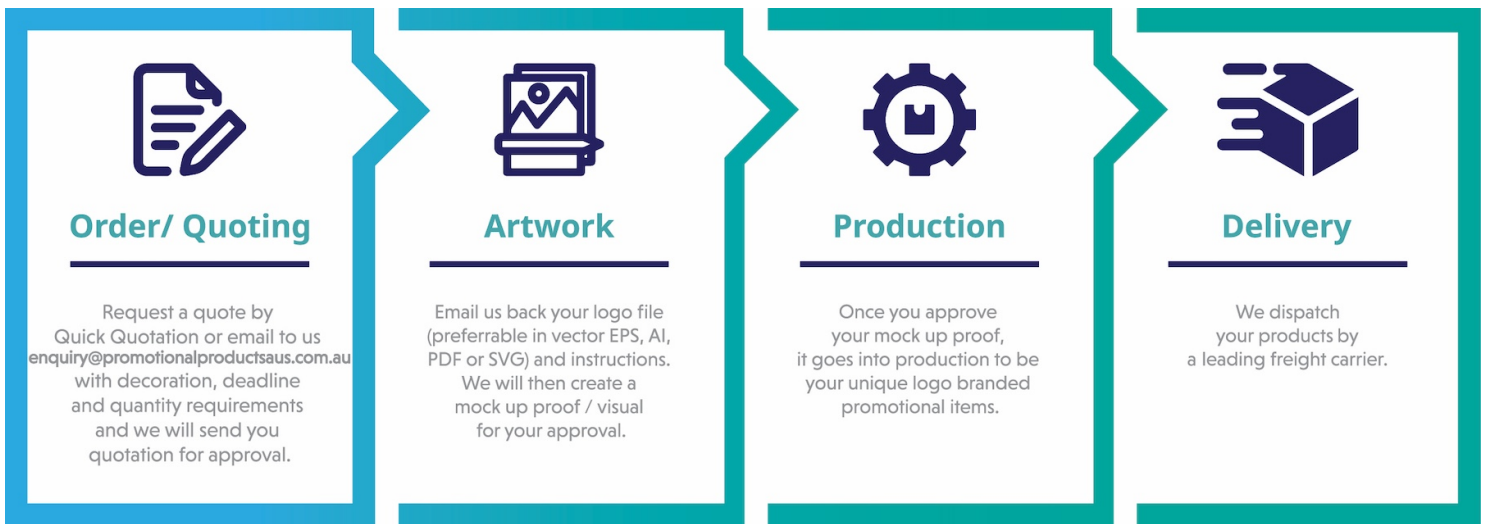 Order/ Quoting
Request a quote by
Quick Quotation or email to us
enquiry@promotionalproductsaus.com.au
with decoration, deadline
and quantity requirements
and we will send you
quotation for approval.
Artwork
Email us back your logo file
(preferrable in vector EPS, AI,
PDF or SVG) and instructions.
We will then create a
mock up proof / visual
for your approval.
Production
Once you approve
your mock up proof,
it goes into production to be
your unique logo branded
promotional items.
Delivery
We dispatch
your products by
a leading freight carrier.